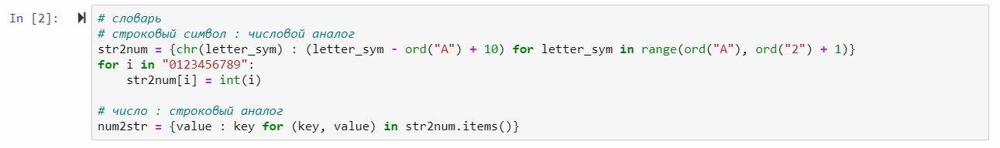 In [2]:
# словарь
# строковый символ : числовой аналог
str2num = {chr(letter_sym) : (letter_sym - ord("A") + 10) for letter_sym in range(ord("A"), ord("2") + 1)}
for i in "0123456789":
    str2num[i] = int(i)

# число : строковый аналог
num2str = {value : key for (key, value) in str2num.items()}